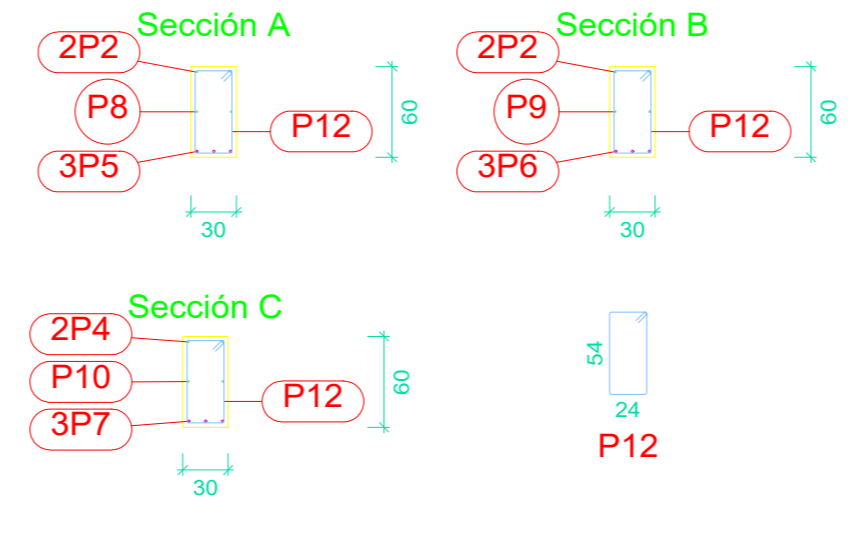 Sección A
2P2
P8
3P5
P12
60
30
Sección B
2P2
P9
3P6
P12
60
30
Sección C
2P4
P10
3P7
P12
60
30
54
24
P12